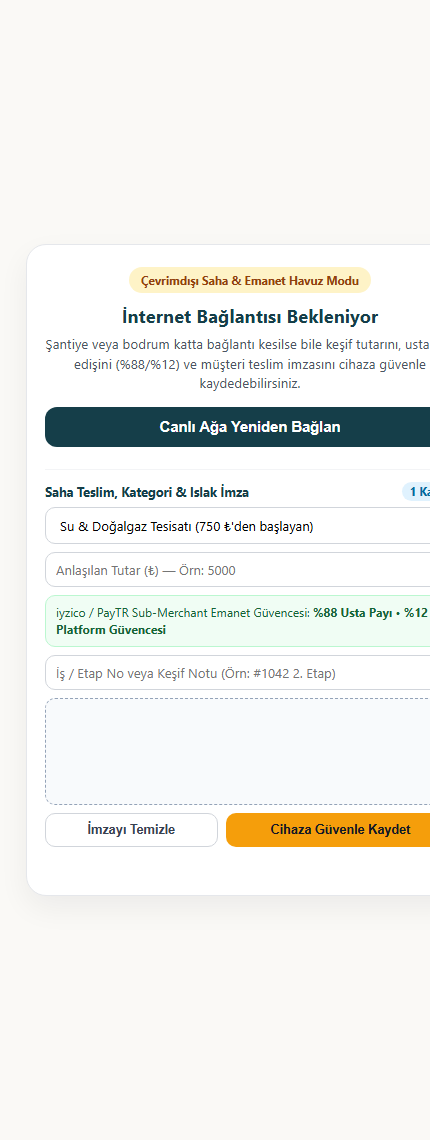 Çevrimdışı Saha & Emanet Havuz Modu
İnternet Bağlantısı Bekleniyor
Şantiye veya bodrum katta bağlantı kesilse bile keşif tutarını, usta
edişini (%88/%12) ve müşteri teslim imzasını cihaza güvenle
kaydedebilirsiniz.
Canlı Ağa Yeniden Bağlan
Saha Teslim, Kategori & Islak İmza
1
Su & Doğalgaz Tesisatı (750 ₺'den başlayan)
Anlaşılan Tutar (₺) — Örn: 5000
iyzico / PayTR Sub-Merchant Emanet Güvencesi: %88 Usta Payı • %12
Platform Güvencesi
İş / Etap No veya Keşif Notu (Örn: #1042 2. Etap)
İmzayı Temizle
Cihaza Güvenle Kaydet